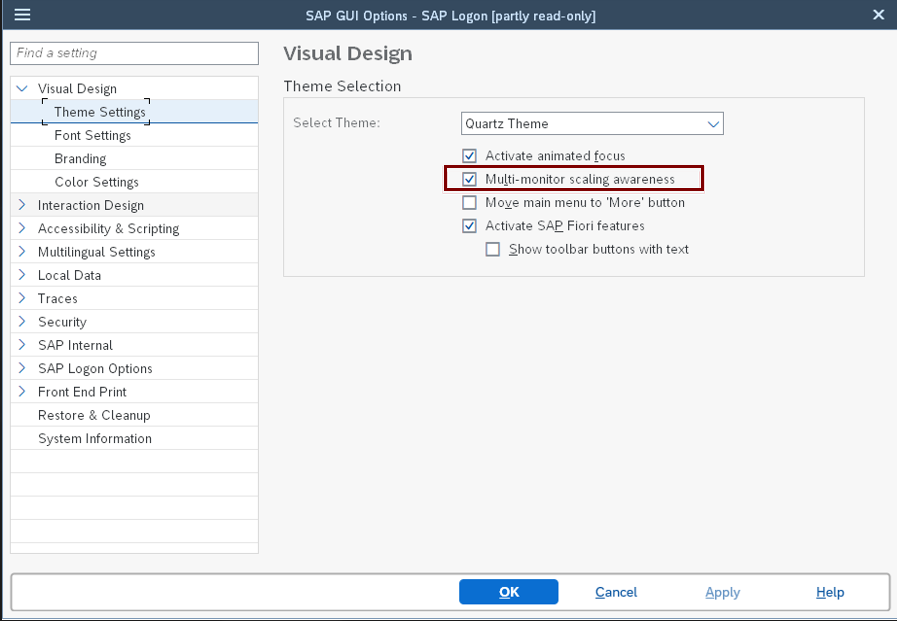 SAP GUI Options - SAP Logon [partly read-only]
Find a setting
Visual Design
Theme Settings
Font Settings
Branding
Color Settings
Interaction Design
Accessibility & Scripting
Multilingual Settings
Local Data
Traces
Security
SAP Internal
SAP Logon Options
Front End Print
Restore & Cleanup
System Information
Visual Design
Theme Selection
Select Theme: Quartz Theme
Activate animated focus
Multi-monitor scaling awareness
Move main menu to 'More' button
Activate SAP Fiori features
Show toolbar buttons with text
OK Cancel Apply Help